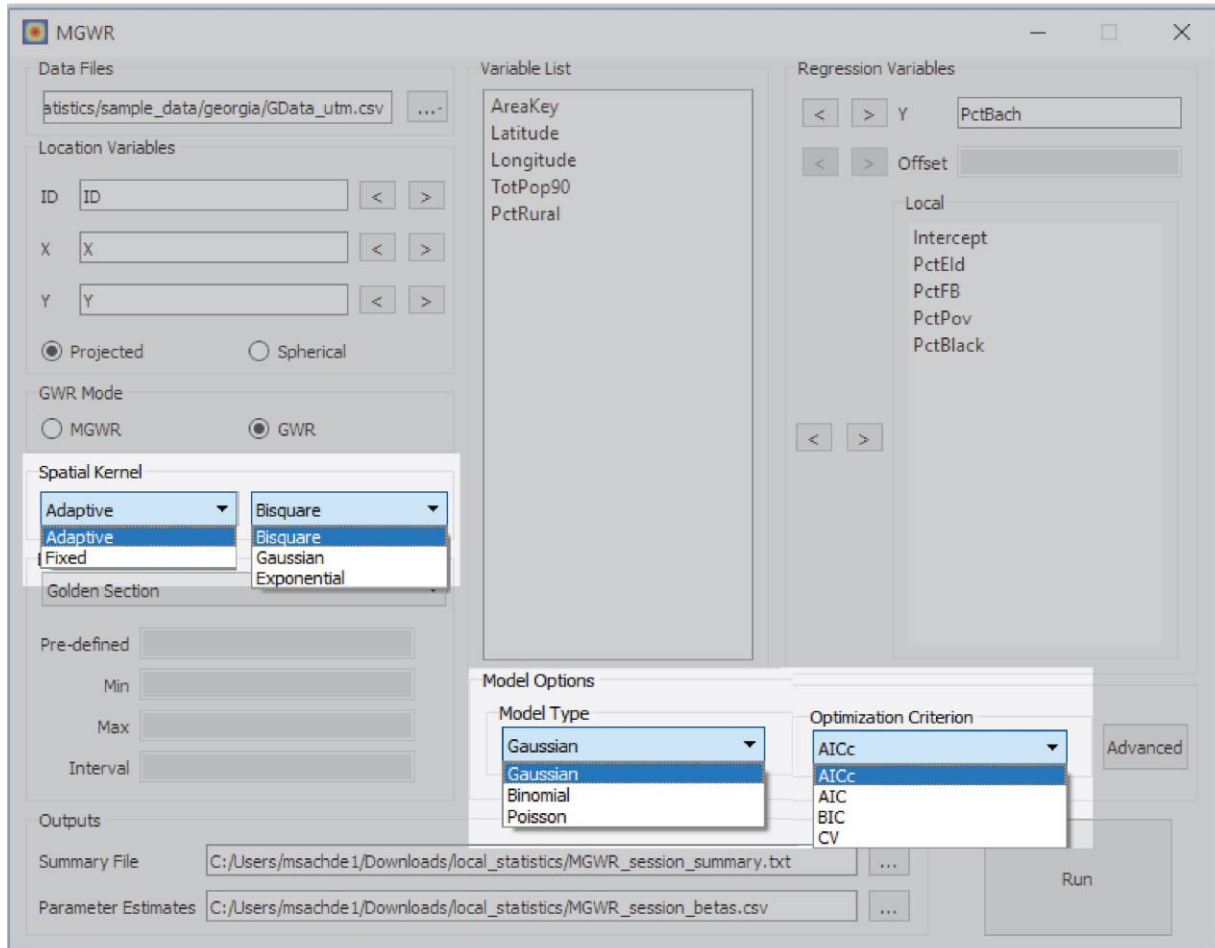 MGWR
Data Files
atistics/sample_data/georgia/GData_utm.csv
...
Location Variables
ID ID < >
X X < >
Y Y < >
Projected Spherical
GWR Mode
MGWR GWR
Spatial Kernel
Adaptive Bisquare
Adaptive Bisquare
Fixed Gaussian
Exponential
Golden Section
Pre-defined
Min
Max
Interval
Variable List
AreaKey
Latitude
Longitude
TotPop90
PctRural
Regression Variables
< > Y PctBach
< > Offset
Local
Intercept
PctEld
PctFB
PctPov
PctBlack
< >
Model Options
Model Type
Gaussian
Gaussian
Binomial
Poisson
Optimization Criterion
AICc
AICc
AIC
BIC
CV
Advanced
Outputs
Summary File C:/Users/msachde1/Downloads/local_statistics/MGWR_session_summary.txt ...
Parameter Estimates C:/Users/msachde1/Downloads/local_statistics/MGWR_session_betas.csv ...
Run